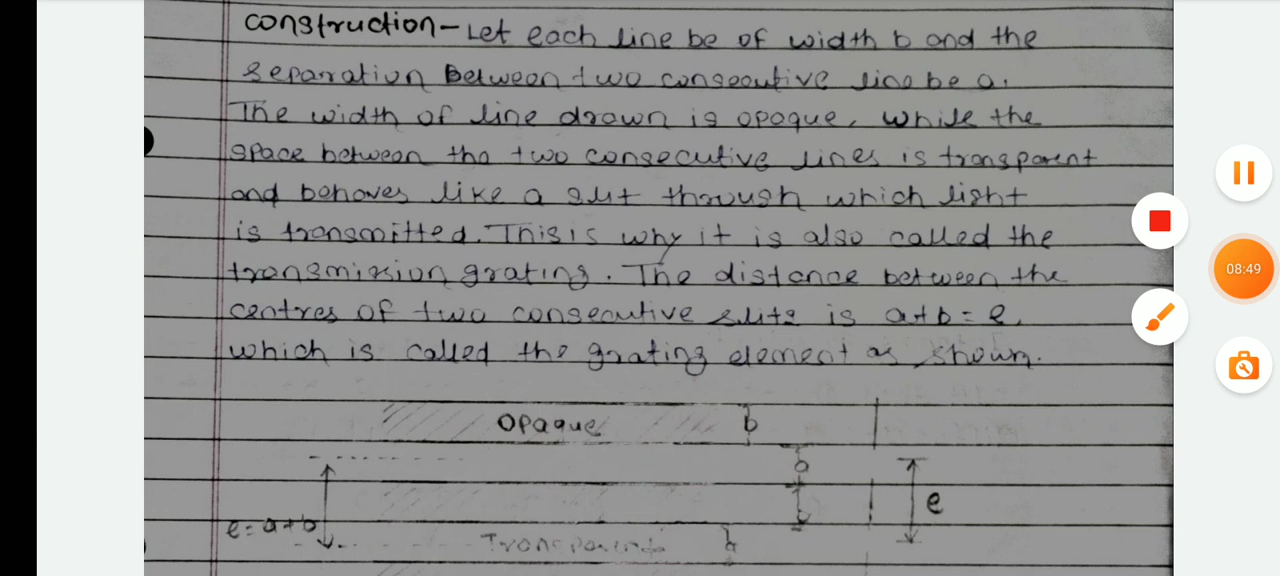 construction - Let each line be of width b and the
separation Between two consecutive line be a.
The width of line drawn is opaque, while the
space between the two consecutive lines is transparent
and behaves like a slit through which light
is transmitted. This is why it is also called the
transmission grating. The distance between the
centres of two consecutive slits is a+b = e,
which is called the grating element as shown.
08:49
Opaque b
a
b e
e = a+b
Transparent a